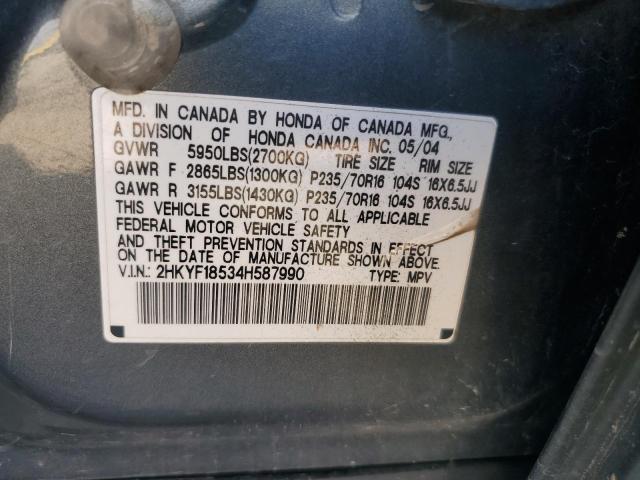 MFD. IN CANADA BY HONDA OF CANADA MFG.,
A DIVISION OF HONDA CANADA INC. 05/04
GVWR 5950LBS(2700KG) TIRE SIZE RIM SIZE
GAWR F 2865LBS(1300KG) P235/70R16 104S 16X6.5JJ
GAWR R 3155LBS(1430KG) P235/70R16 104S 16X6.5JJ
THIS VEHICLE CONFORMS TO ALL APPLICABLE
FEDERAL MOTOR VEHICLE SAFETY
AND THEFT PREVENTION STANDARDS IN EFFECT
ON THE DATE OF MANUFACTURE SHOWN ABOVE.
V.I.N.: 2HKYF18534H587990 TYPE: MPV